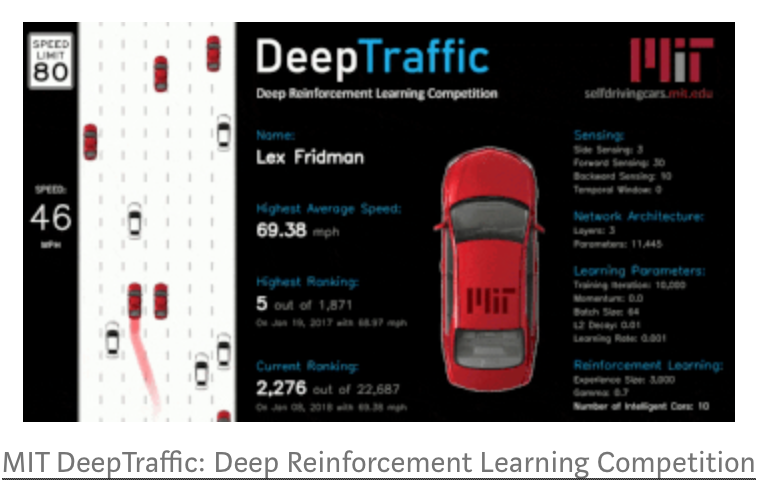 SPEED
LIMIT
80
SPEED:
46
MPH
DeepTraffic
Deep Reinforcement Learning Competition
MIT
selfdrivingcars.mit.edu
Name:
Lex Fridman
Highest Average Speed:
69.38 mph
Highest Ranking:
5 out of 1,871
On Jan 19, 2017 with 68.97 mph
Current Ranking:
2,276 out of 22,687
On Jan 08, 2018 with 69.38 mph
MIT
Sensing:
Side Sensing: 3
Forward Sensing: 30
Backward Sensing: 10
Temporal Window: 0
Network Architecture:
Layers: 3
Parameters: 11,445
Learning Parameters:
Training Iteration: 10,000
Momentum: 0.0
Batch Size: 64
L2 Decay: 0.01
Learning Rate: 0.001
Reinforcement Learning:
Experience Size: 3,000
Gamma: 0.7
Number of Intelligent Cars: 10
MIT DeepTraffic: Deep Reinforcement Learning Competition